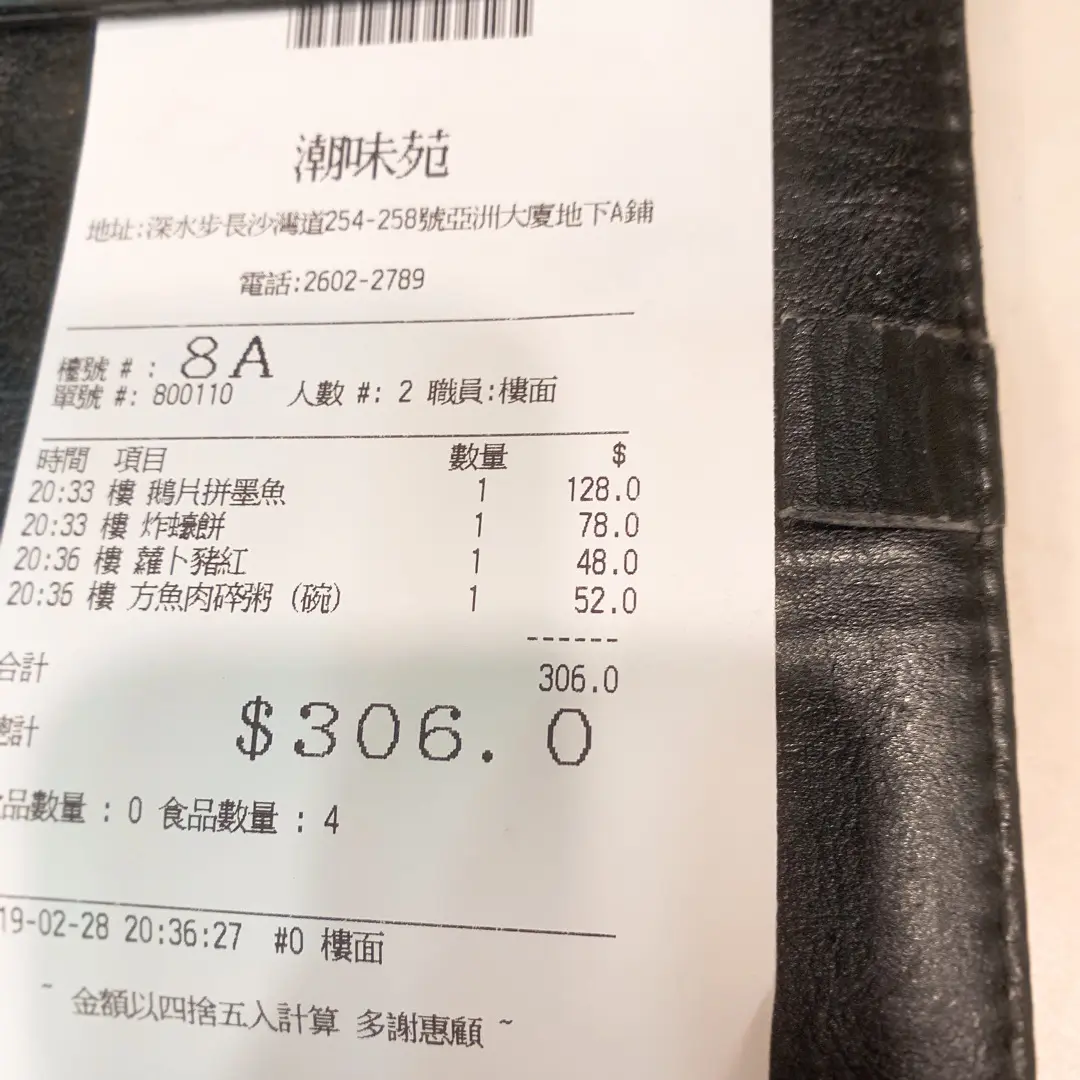 潮味苑
地址:深水步長沙灣道254-258號亞洲大廈地下A鋪
電話:2602-2789
檯號 # : 8A
單號 #: 800110 人數 #: 2 職員:樓面
時間 項目 數量 $
20:33 樓 鵝片拼墨魚 1 128.0
20:33 樓 炸蠔餅 1 78.0
20:36 樓 蘿卜豬紅 1 48.0
20:36 樓 方魚肉碎粥 (碗) 1 52.0
------
合計 306.0
總計 $306.0
品數量 : 0 食品數量 : 4
19-02-28 20:36:27 #0 樓面
~ 金額以四捨五入計算 多謝惠顧 ~